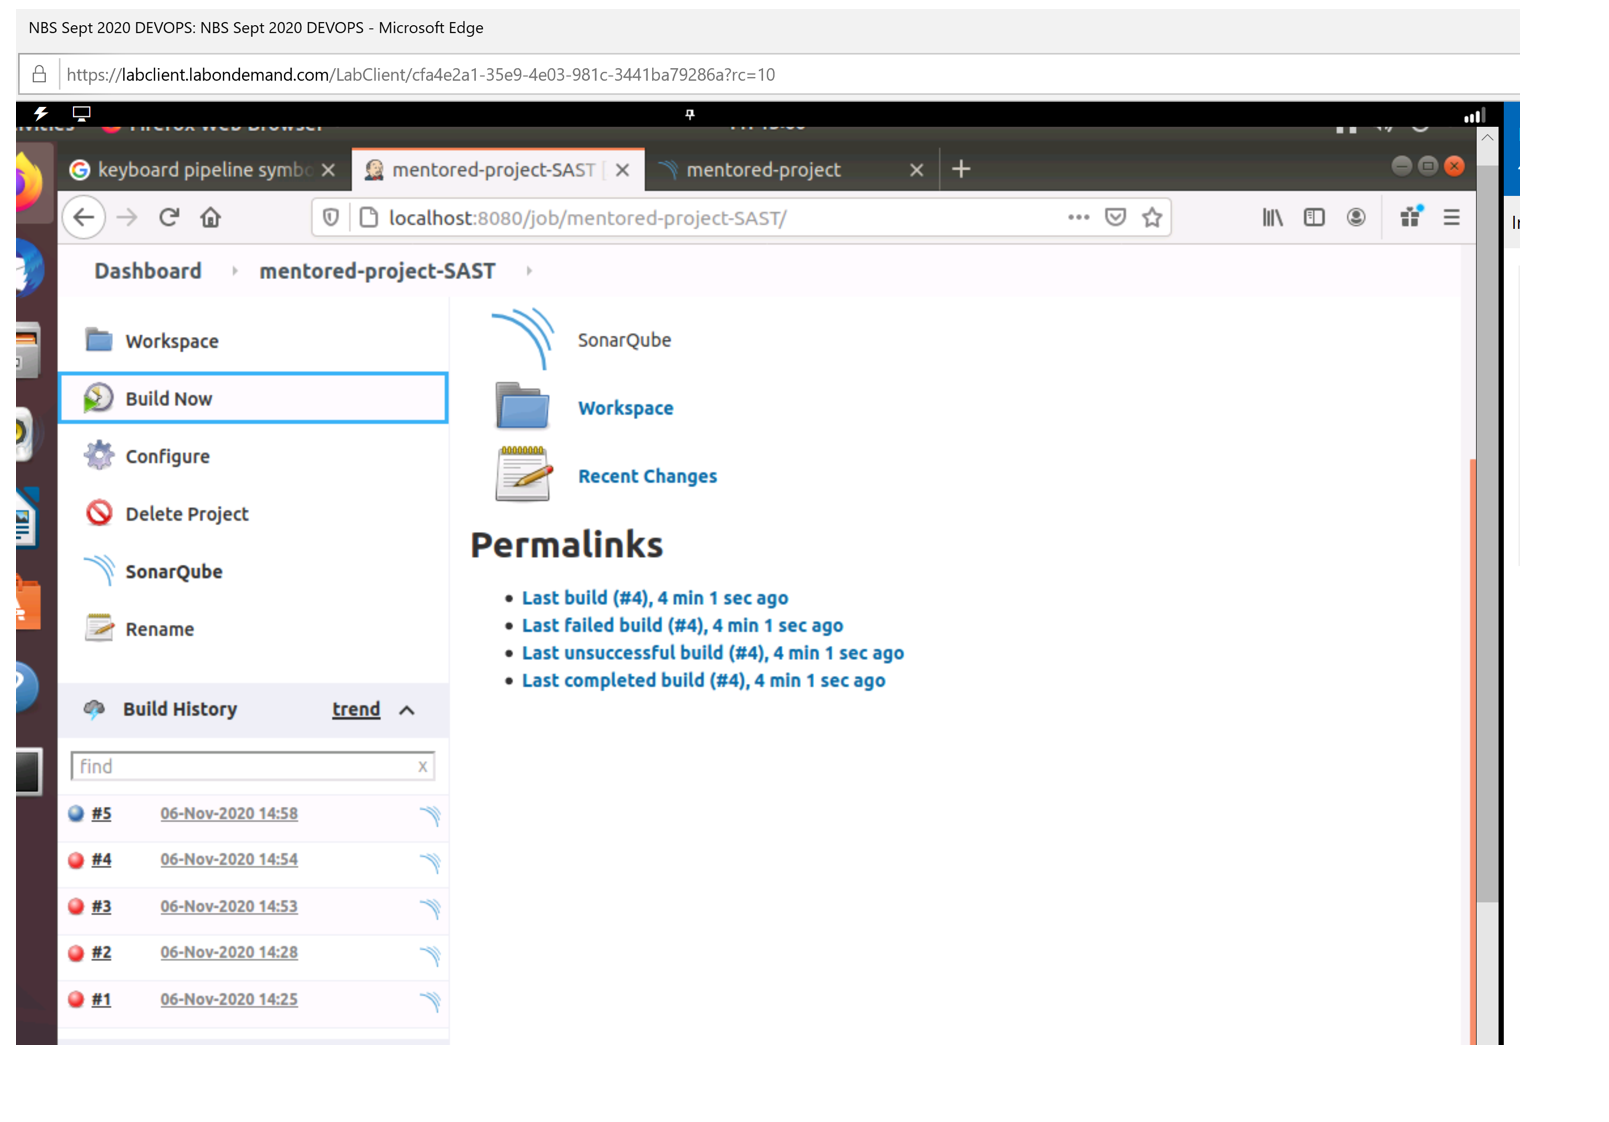 NBS Sept 2020 DEVOPS: NBS Sept 2020 DEVOPS - Microsoft Edge
https://labclient.labondemand.com/LabClient/cfa4e2a1-35e9-4e03-981c-3441ba79286a?rc=10
Firefox Web Browser
keyboard pipeline symbo
mentored-project-SAST [
mentored-project
localhost:8080/job/mentored-project-SAST/
Dashboard
mentored-project-SAST
Workspace
Build Now
Configure
Delete Project
SonarQube
Rename
Build History
trend
find
x
#5 06-Nov-2020 14:58
#4 06-Nov-2020 14:54
#3 06-Nov-2020 14:53
#2 06-Nov-2020 14:28
#1 06-Nov-2020 14:25
SonarQube
Workspace
Recent Changes
Permalinks
Last build (#4), 4 min 1 sec ago
Last failed build (#4), 4 min 1 sec ago
Last unsuccessful build (#4), 4 min 1 sec ago
Last completed build (#4), 4 min 1 sec ago